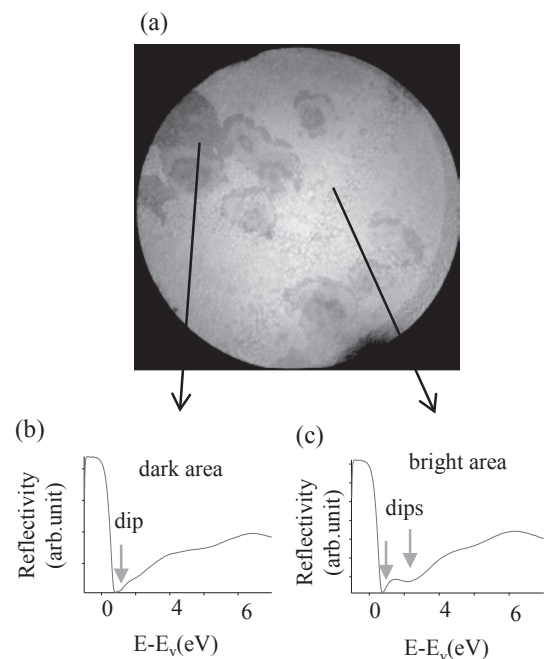 (a)
(b)
dark area
dip
Reflectivity
(arb.unit)
0 4 6
E-Eᵥ(eV)
(c)
bright area
dips
Reflectivity
(arb.unit)
0 4 6
E-Eᵥ(eV)